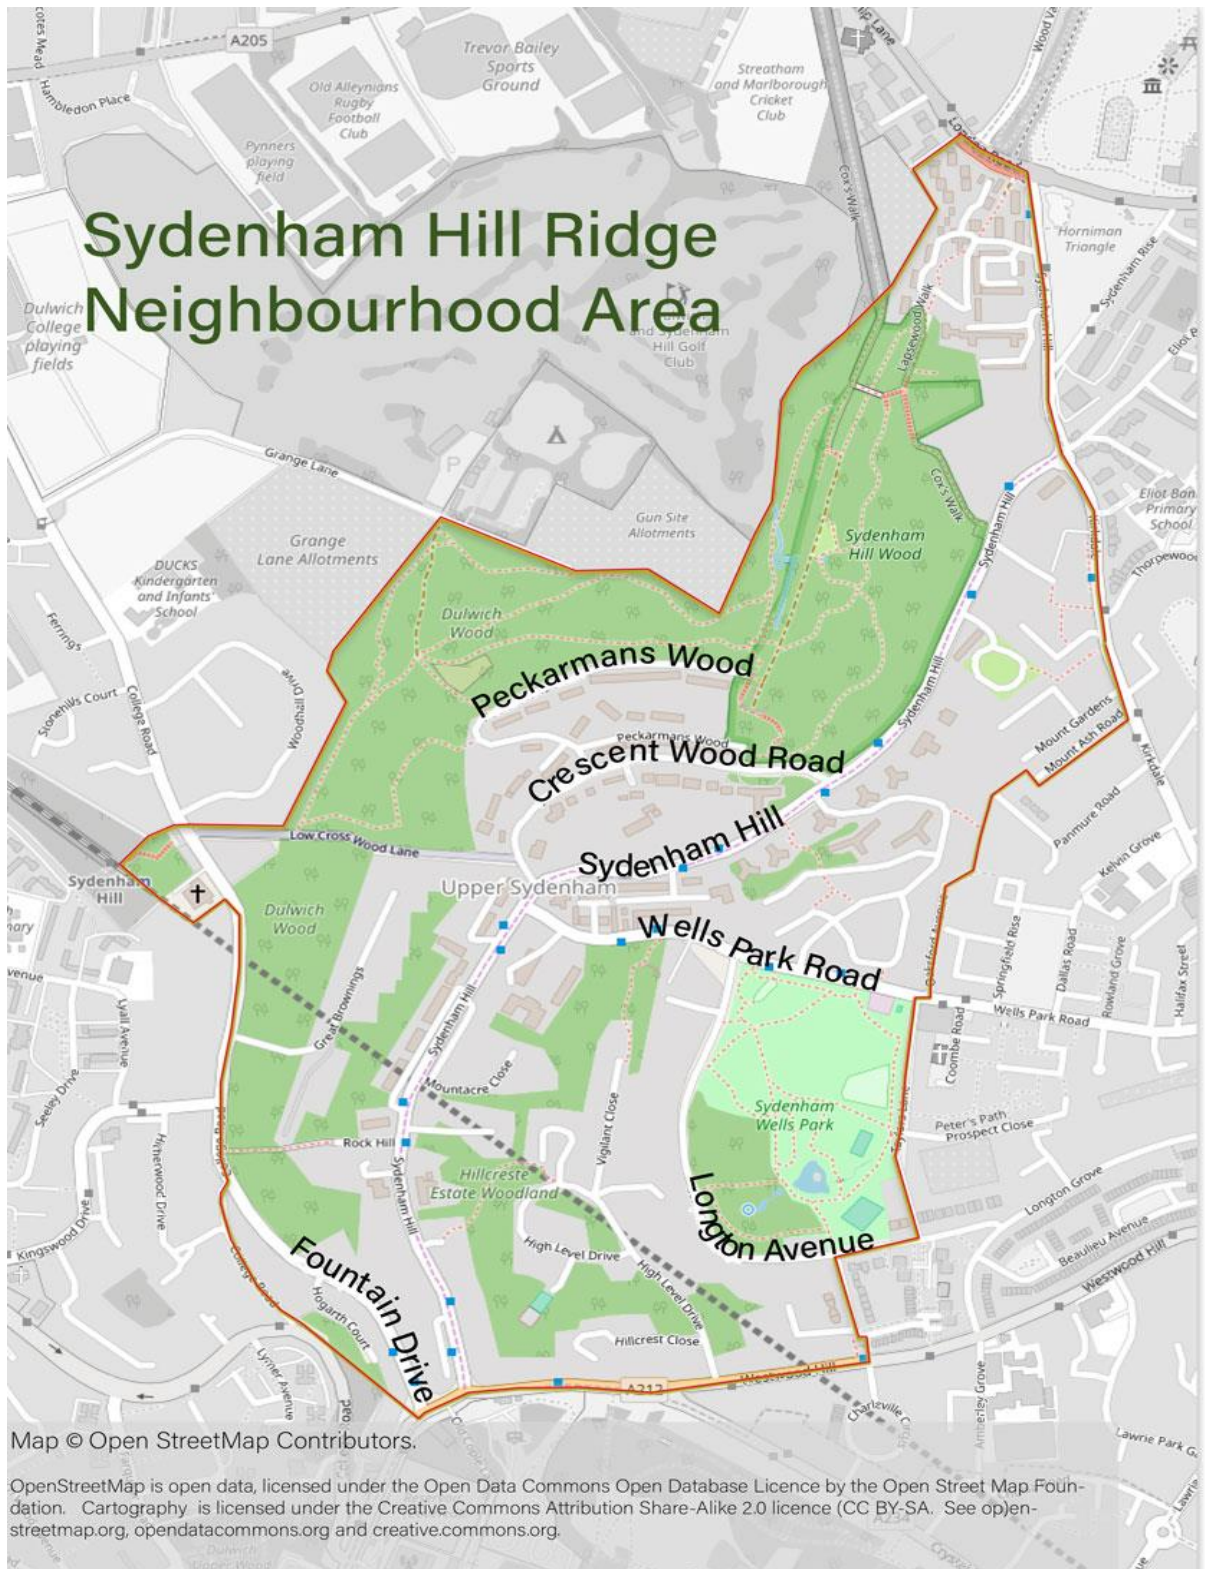 A205
Hambledon Place
Trevor Bailey
Sports
Ground
Old Alleynians
Rugby
Football
Club
Streatham
and Marlborough
Cricket
Club
Pynners
playing
field
Cox's Walk
London Road
Horniman
Triangle
Sydenham Rise
Sydenham Hill Ridge
Neighbourhood Area
Dulwich
College
playing
fields
and Sydenham
Hill Golf
Club
Lapsewood Walk
Sydenham Hill
Grange Lane
Gun Site
Allotments
Grange
Lane Allotments
Cox's Walk
Sydenham Hill
Sydenham
Hill Wood
Kirkdale
Eliot Ban
Primary
School
Thorpewood
DUCKS
Kindergarten
and Infants'
School
Ferrings
Dulwich
Wood
Peckarmans Wood
Stonehills Court
College Road
Woodhall Drive
Sydenham Hill
Mount Gardens
Mount Ash Road
Kirkdale
Peckarmans Wood
Crescent Wood Road
Panmure Road
Kelvin Grove
Low Cross Wood Lane
Sydenham Hill
Sydenham
Hill
Upper Sydenham
Dulwich
Wood
Wells Park Road
Springfield Rise
Dallas Road
Rowland Grove
Halifax Street
Wells Park Road
Coombe Road
Lyall Avenue
Great Brownings
Sydenham Hill
Mountacre Close
Seeley Drive
Vigilant Close
Sydenham
Wells Park
Peter's Path
Prospect Close
Rock Hill
Hitherwood Drive
Sydenham Hill
Hillcreste
Estate Woodland
Longton Grove
Kingswood Drive
Longton Avenue
Beaulieu Avenue
Westwood Hill
College Road
Fountain Drive
High Level Drive
High Level Drive
Hogarth Court
Hillcrest Close
Lymer Avenue
A212
Westwood Hill
Amberley Grove
Lawrie Park G
Map © Open StreetMap Contributors.
OpenStreetMap is open data, licensed under the Open Data Commons Open Database Licence by the Open Street Map Foun-
dation. Cartography is licensed under the Creative Commons Attribution Share-Alike 2.0 licence (CC BY-SA. See op)en-
streetmap.org, opendatacommons.org and creative.commons.org.